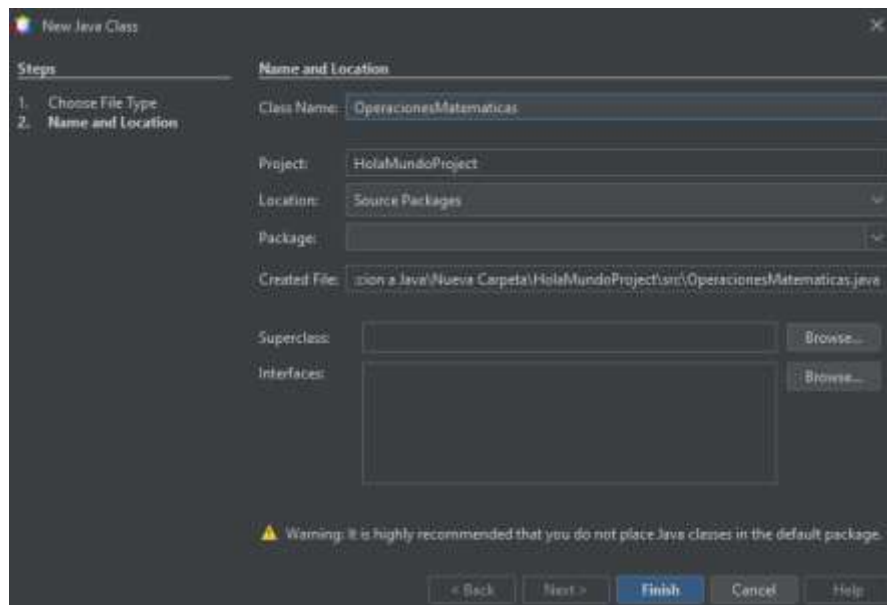 New Java Class
Steps
1. Choose File Type
2. Name and Location
Name and Location
Class Name: OperacionesMatematicas
Project: HolaMundoProject
Location: Source Packages
Package:
Created File: :cion a Java\Nueva Carpeta\HolaMundoProject\src\OperacionesMatematicas.java
Superclass: Browse...
Interfaces: Browse...
Warning: It is highly recommended that you do not place Java classes in the default package.
< Back Next > Finish Cancel Help